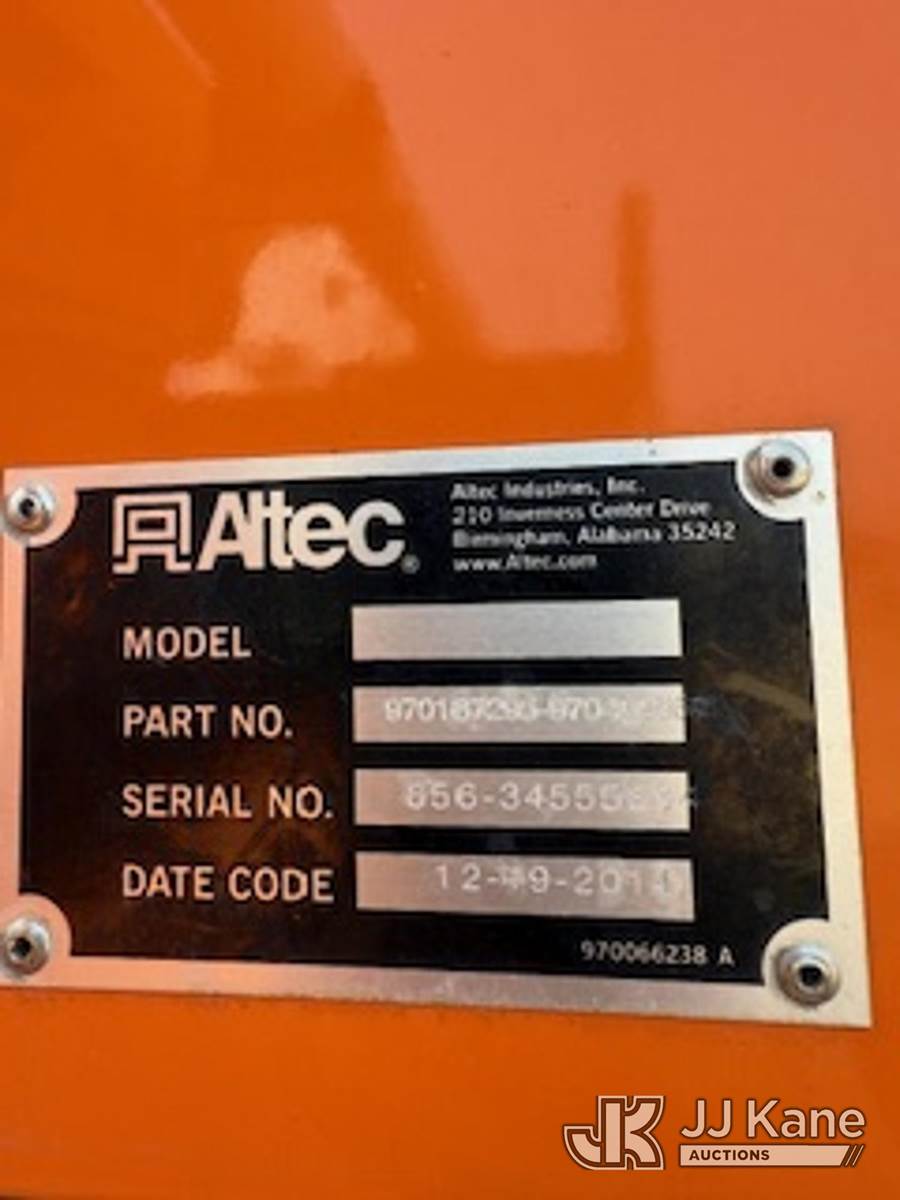 Altec®
Altec Industries, Inc.
210 Inverness Center Drive
Birmingham, Alabama 35242
www.Altec.com
MODEL
PART NO.
SERIAL NO.
DATE CODE
970066238 A
JK JJ Kane
AUCTIONS